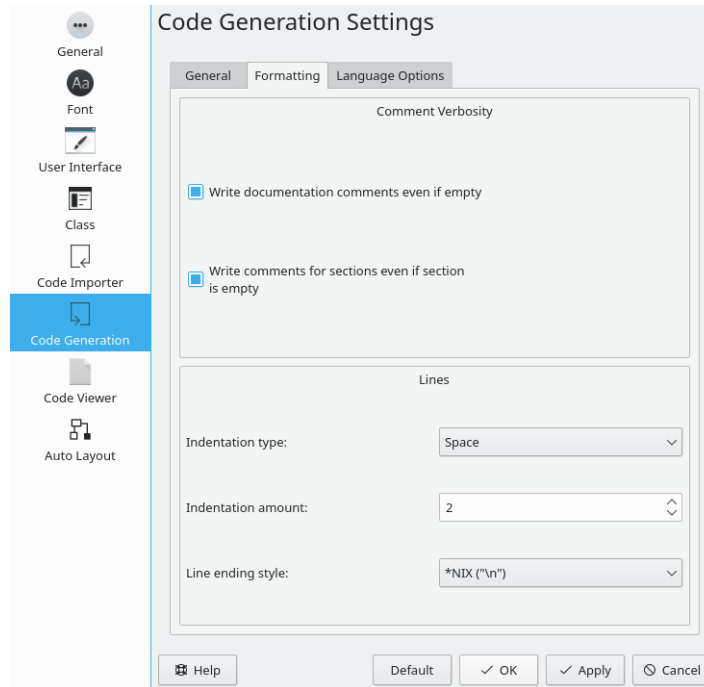 Code Generation Settings
General
Font
User Interface
Class
Code Importer
Code Generation
Code Viewer
Auto Layout
General
Formatting
Language Options
Comment Verbosity
Write documentation comments even if empty
Write comments for sections even if section
is empty
Lines
Indentation type:
Space
Indentation amount:
2
Line ending style:
*NIX ("\n")
Help
Default
OK
Apply
Cancel